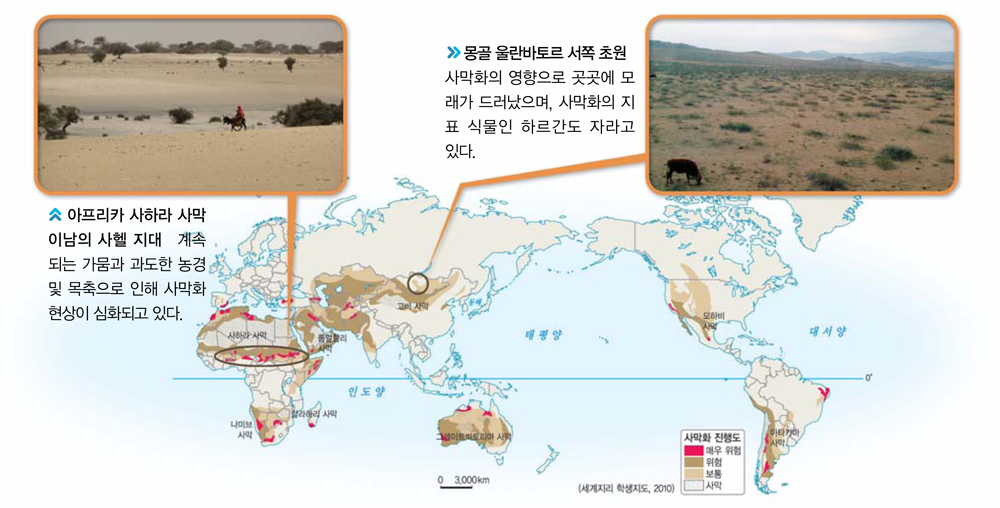 ≫ 몽골 울란바토르 서쪽 초원
사막화의 영향으로 곳곳에 모
래가 드러났으며, 사막화의 지
표 식물인 하르간도 자라고
있다.
아프리카 사하라 사막
이남의 사헬 지대 계속
되는 가뭄과 과도한 농경
및 목축으로 인해 사막화
현상이 심화되고 있다.
고비 사막
사하라 사막
룹알할리
사막
모하비
사막
태평양
대서양
인도양
0°
나미브
사막
칼라하리 사막
그레이트빅토리아 사막
아타카마
사막
사막화 진행도
매우 위험
위험
보통
사막
0 3,000km
(세계지리 학생지도, 2010)